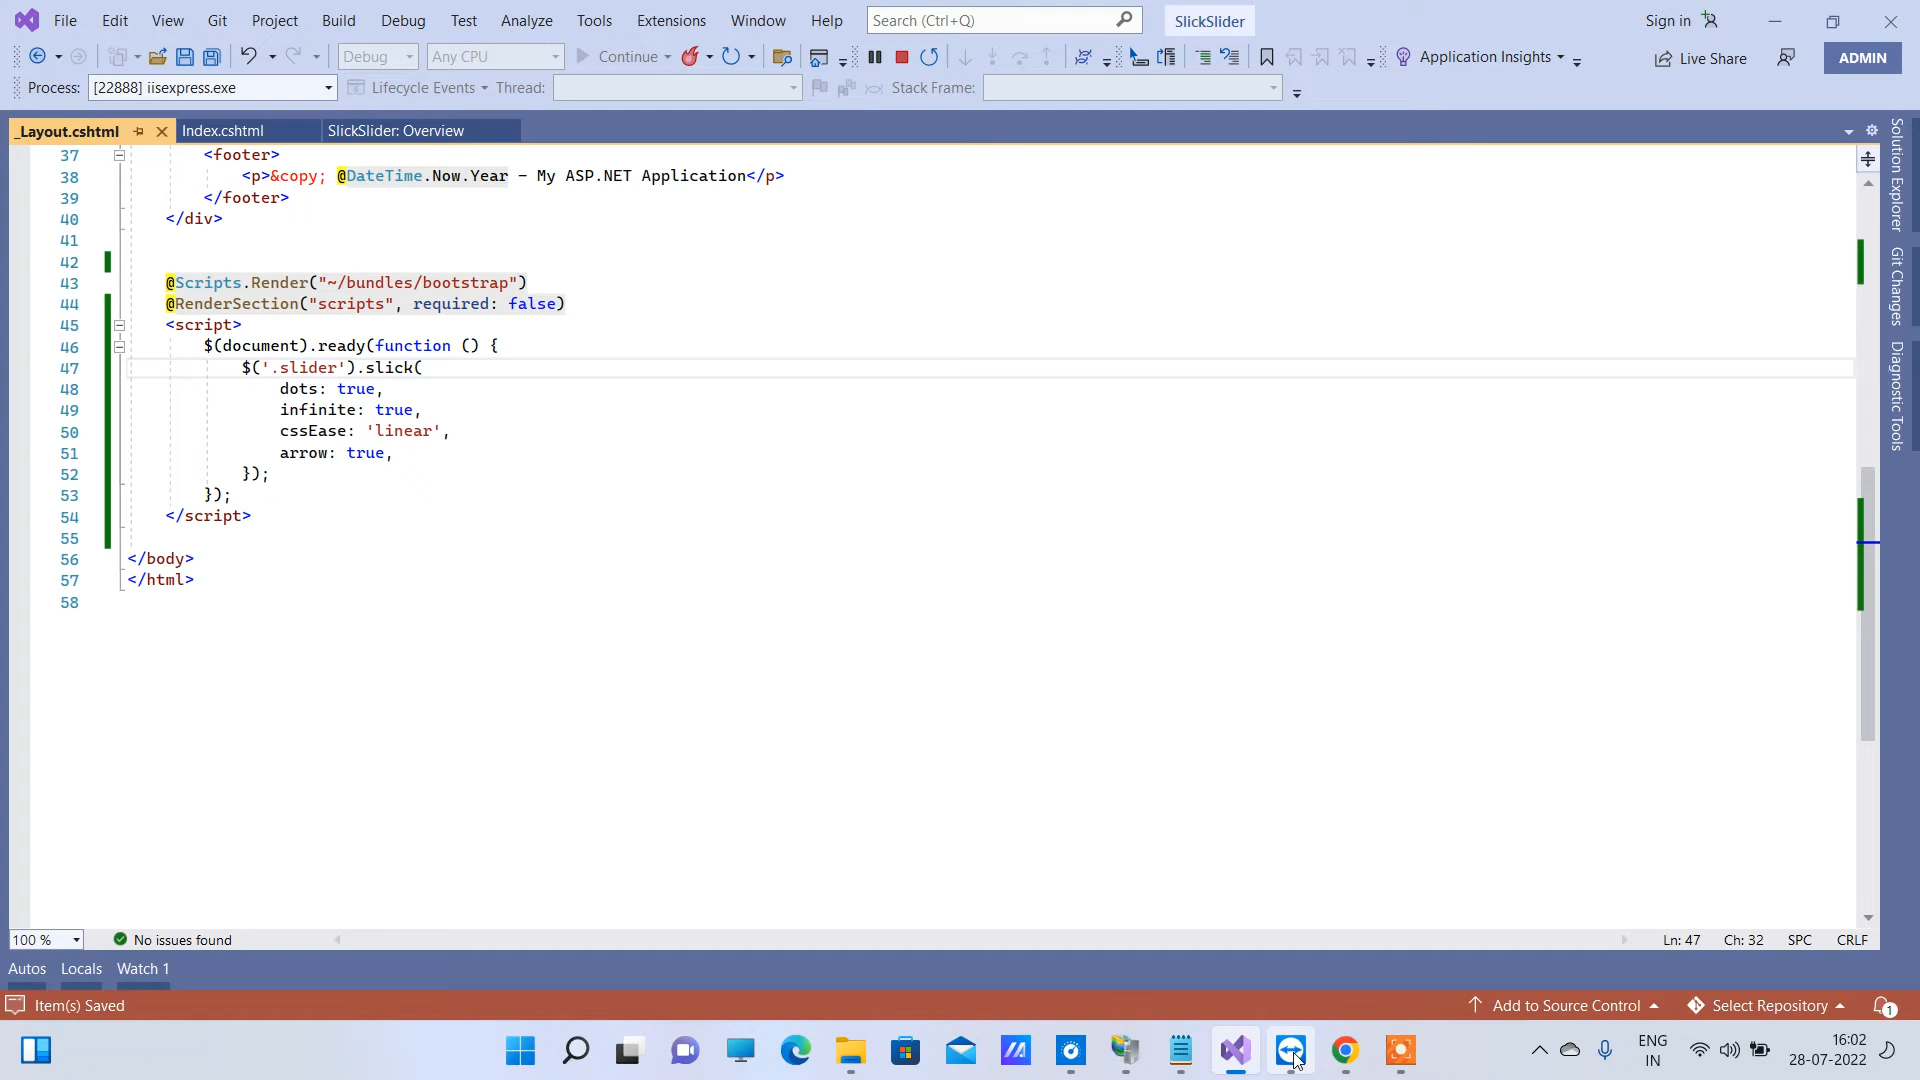 File Edit View Git Project Build Debug Test Analyze Tools Extensions Window Help Search (Ctrl+Q) SlickSlider Sign in
Debug Any CPU Continue Application Insights Live Share ADMIN
Process: [22888] iisexpress.exe Lifecycle Events Thread: Stack Frame:
_Layout.cshtml Index.cshtml SlickSlider: Overview
37 <footer>
38 <p>&copy; @DateTime.Now.Year - My ASP.NET Application</p>
39 </footer>
40 </div>
41
42
43 @Scripts.Render("~/bundles/bootstrap")
44 @RenderSection("scripts", required: false)
45 <script>
46 $(document).ready(function () {
47 $('.slider').slick(
48 dots: true,
49 infinite: true,
50 cssEase: 'linear',
51 arrow: true,
52 });
53 });
54 </script>
55
56 </body>
57 </html>
58
Solution Explorer
Git Changes
Diagnostic Tools
100 % No issues found Ln: 47 Ch: 32 SPC CRLF
Autos Locals Watch 1
Item(s) Saved Add to Source Control Select Repository 1
ENG
IN
16:02
28-07-2022